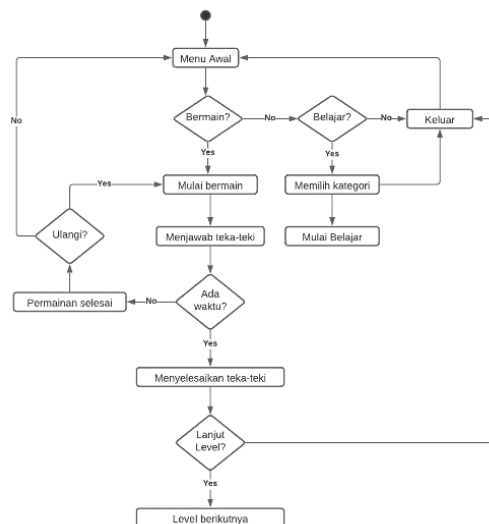 Menu Awal
No
Bermain?
No
Belajar?
No
Keluar
Yes
Yes
Yes
Mulai bermain
Memilih kategori
Ulangi?
Menjawab teka-teki
Mulai Belajar
Permainan selesai
No
Ada
waktu?
Yes
Menyelesaikan teka-teki
Lanjut
Level?
Yes
Level berikutnya